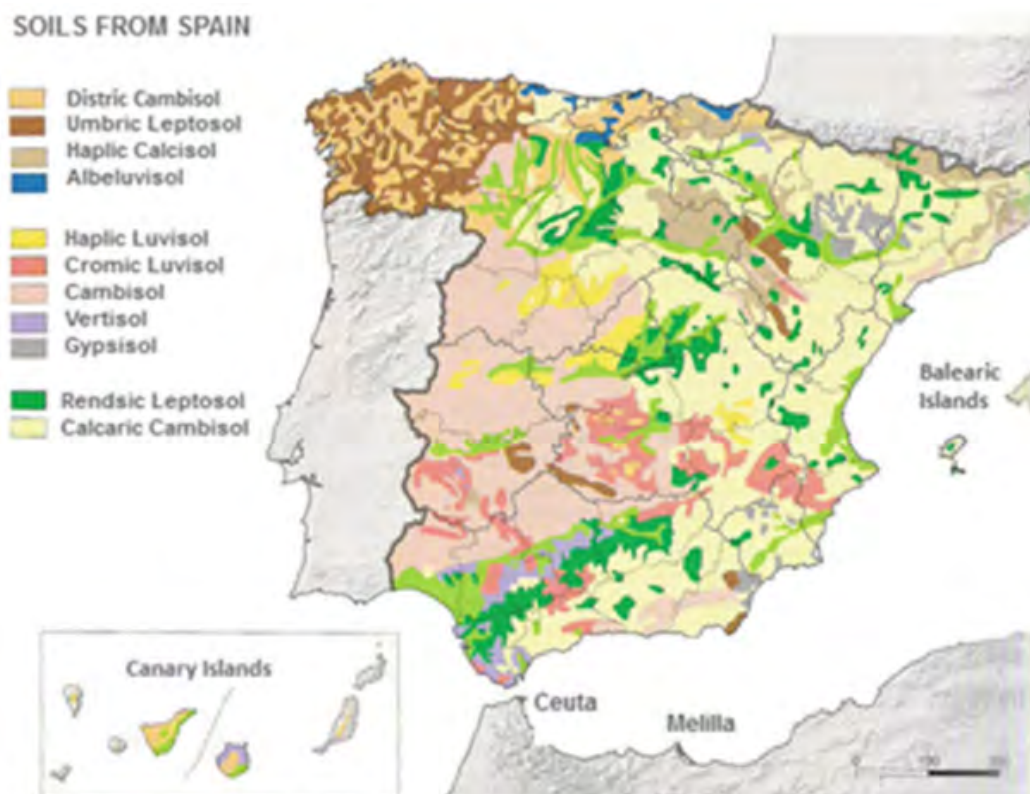 SOILS FROM SPAIN
Distric Cambisol
Umbric Leptosol
Haplic Calcisol
Albeluvisol
Haplic Luvisol
Cromic Luvisol
Cambisol
Vertisol
Gypsisol
Rendsic Leptosol
Calcaric Cambisol
Balearic
Islands
Canary Islands
Ceuta
Melilla
0